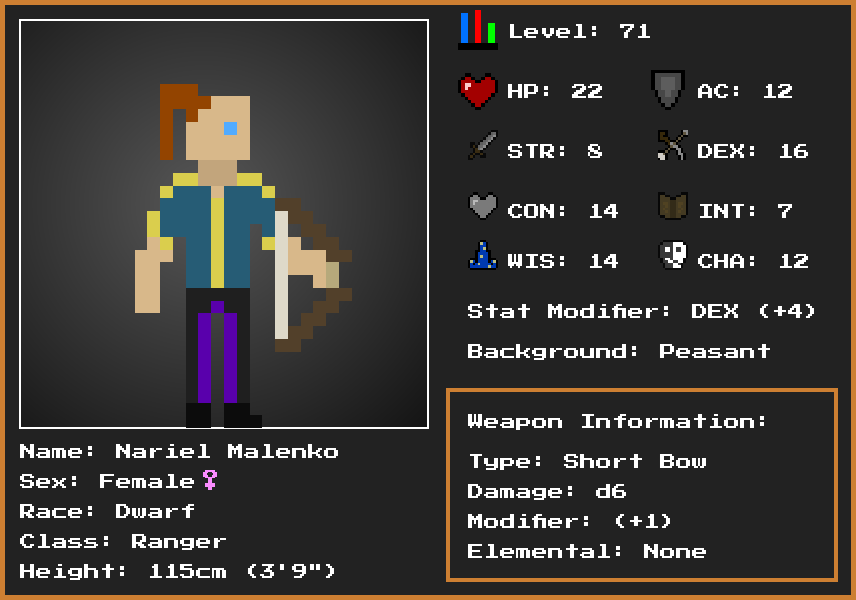 Level: 71
HP: 22 AC: 12
STR: 8 DEX: 16
CON: 14 INT: 7
WIS: 14 CHA: 12
Stat Modifier: DEX (+4)
Background: Peasant
Weapon Information:
Type: Short Bow
Damage: d6
Modifier: (+1)
Elemental: None
Name: Nariel Malenko
Sex: Female♀
Race: Dwarf
Class: Ranger
Height: 115cm (3'9")